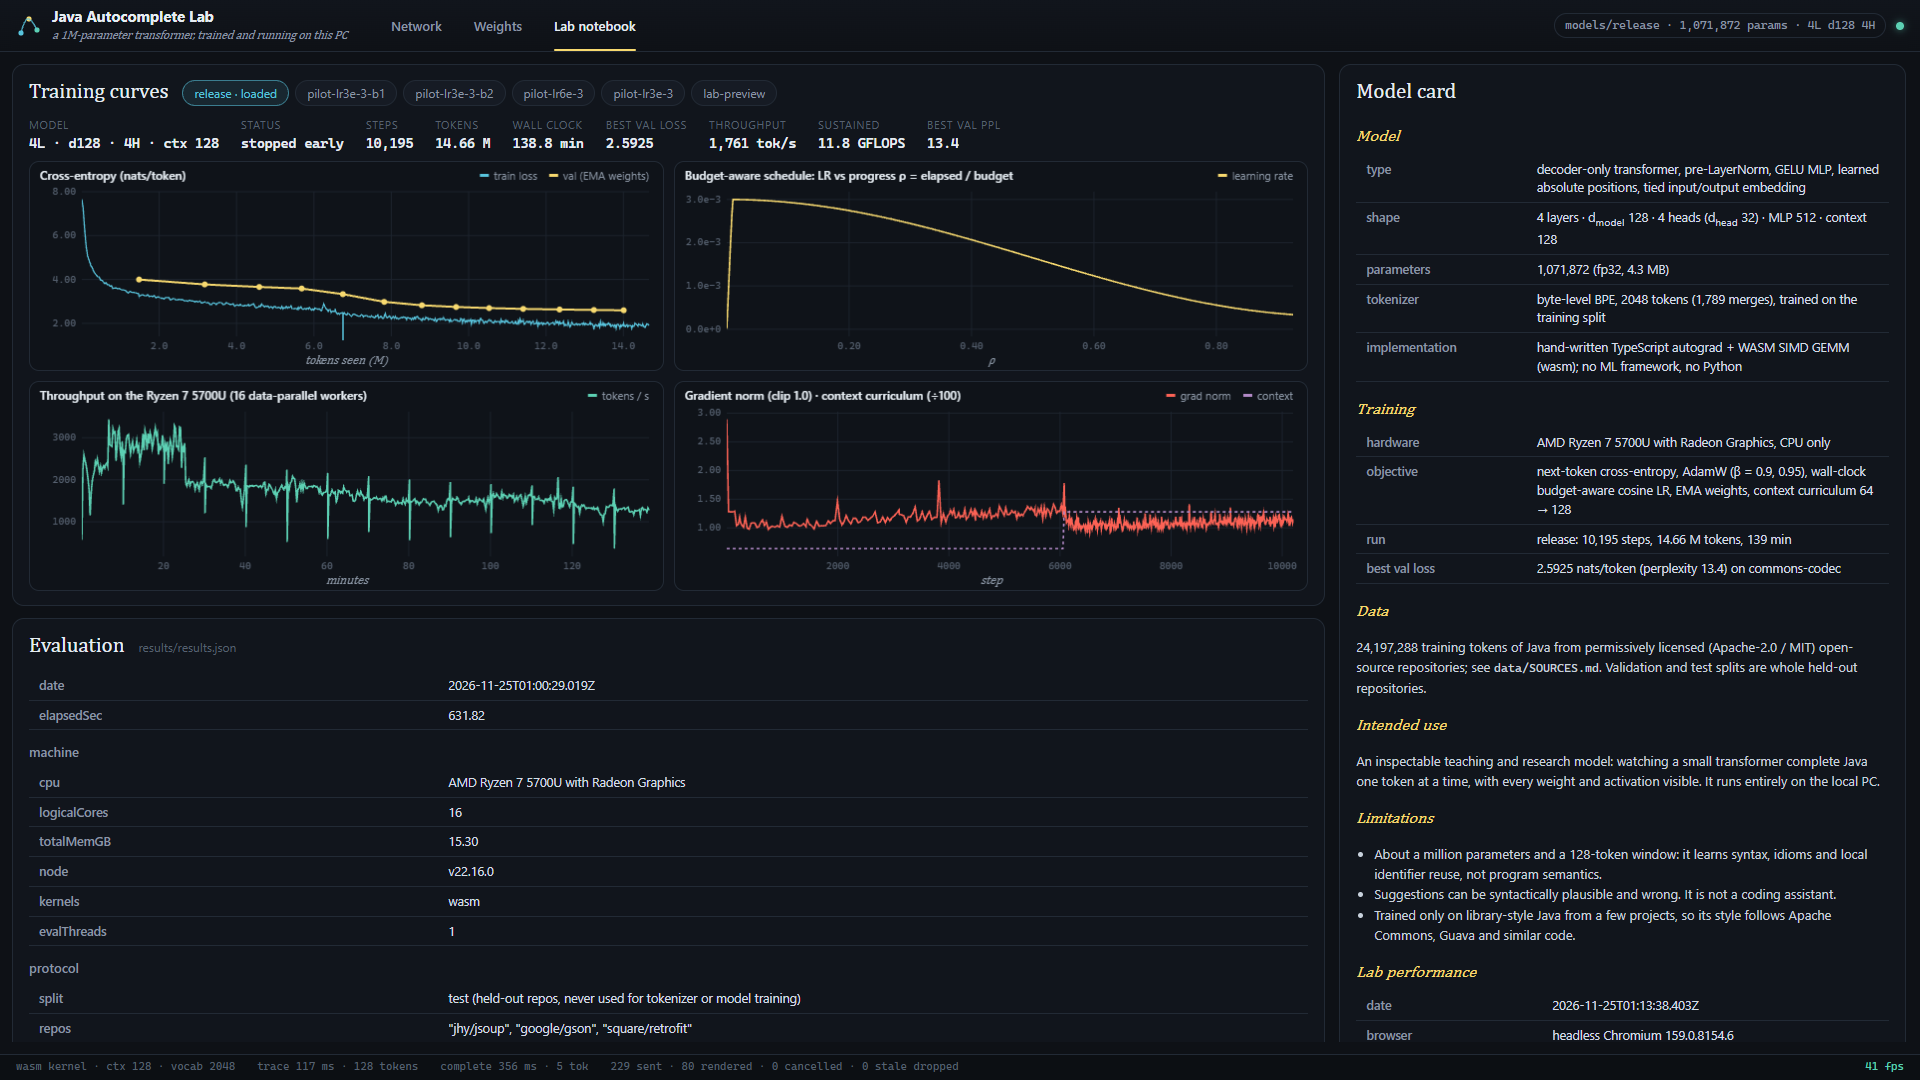 Java Autocomplete Lab
a 1M-parameter transformer, trained and running on this PC
Network Weights Lab notebook
models/release · 1,071,872 params · 4L d128 4H
Training curves release · loaded pilot-lr3e-3-b1 pilot-lr3e-3-b2 pilot-lr6e-3 pilot-lr3e-3 lab-preview
MODEL STATUS STEPS TOKENS WALL CLOCK BEST VAL LOSS THROUGHPUT SUSTAINED BEST VAL PPL
4L · d128 · 4H · ctx 128 stopped early 10,195 14.66 M 138.8 min 2.5925 1,761 tok/s 11.8 GFLOPS 13.4
Cross-entropy (nats/token) train loss val (EMA weights)
8.00
6.00
4.00
2.00
2.0 4.0 6.0 8.0 10.0 12.0 14.0
tokens seen (M)
Budget-aware schedule: LR vs progress ρ = elapsed / budget learning rate
3.0e-3
2.0e-3
1.0e-3
0.0e+0
0.20 0.40 0.60 0.80
ρ
Throughput on the Ryzen 7 5700U (16 data-parallel workers) tokens / s
3000
2000
1000
20 40 60 80 100 120
minutes
Gradient norm (clip 1.0) · context curriculum (÷100) grad norm context
3.00
2.50
2.00
1.50
1.00
2000 4000 6000 8000 10000
step
Evaluation results/results.json
date 2026-11-25T01:00:29.019Z
elapsedSec 631.82
machine
cpu AMD Ryzen 7 5700U with Radeon Graphics
logicalCores 16
totalMemGB 15.30
node v22.16.0
kernels wasm
evalThreads 1
protocol
split test (held-out repos, never used for tokenizer or model training)
repos "jhy/jsoup", "google/gson", "square/retrofit"
Model card
Model
type decoder-only transformer, pre-LayerNorm, GELU MLP, learned
absolute positions, tied input/output embedding
shape 4 layers · dmodel 128 · 4 heads (dhead 32) · MLP 512 · context
128
parameters 1,071,872 (fp32, 4.3 MB)
tokenizer byte-level BPE, 2048 tokens (1,789 merges), trained on the
training split
implementation hand-written TypeScript autograd + WASM SIMD GEMM
(wasm); no ML framework, no Python
Training
hardware AMD Ryzen 7 5700U with Radeon Graphics, CPU only
objective next-token cross-entropy, AdamW (β = 0.9, 0.95), wall-clock
budget-aware cosine LR, EMA weights, context curriculum 64
→ 128
run release: 10,195 steps, 14.66 M tokens, 139 min
best val loss 2.5925 nats/token (perplexity 13.4) on commons-codec
Data
24,197,288 training tokens of Java from permissively licensed (Apache-2.0 / MIT) open-
source repositories; see data/SOURCES.md. Validation and test splits are whole held-out
repositories.
Intended use
An inspectable teaching and research model: watching a small transformer complete Java
one token at a time, with every weight and activation visible. It runs entirely on the local PC.
Limitations
• About a million parameters and a 128-token window: it learns syntax, idioms and local
identifier reuse, not program semantics.
• Suggestions can be syntactically plausible and wrong. It is not a coding assistant.
• Trained only on library-style Java from a few projects, so its style follows Apache
Commons, Guava and similar code.
Lab performance
date 2026-11-25T01:13:38.403Z
browser headless Chromium 159.0.8154.6
wasm kernel · ctx 128 · vocab 2048 trace 117 ms · 128 tokens complete 356 ms · 5 tok 229 sent · 80 rendered · 0 cancelled · 0 stale dropped 41 fps